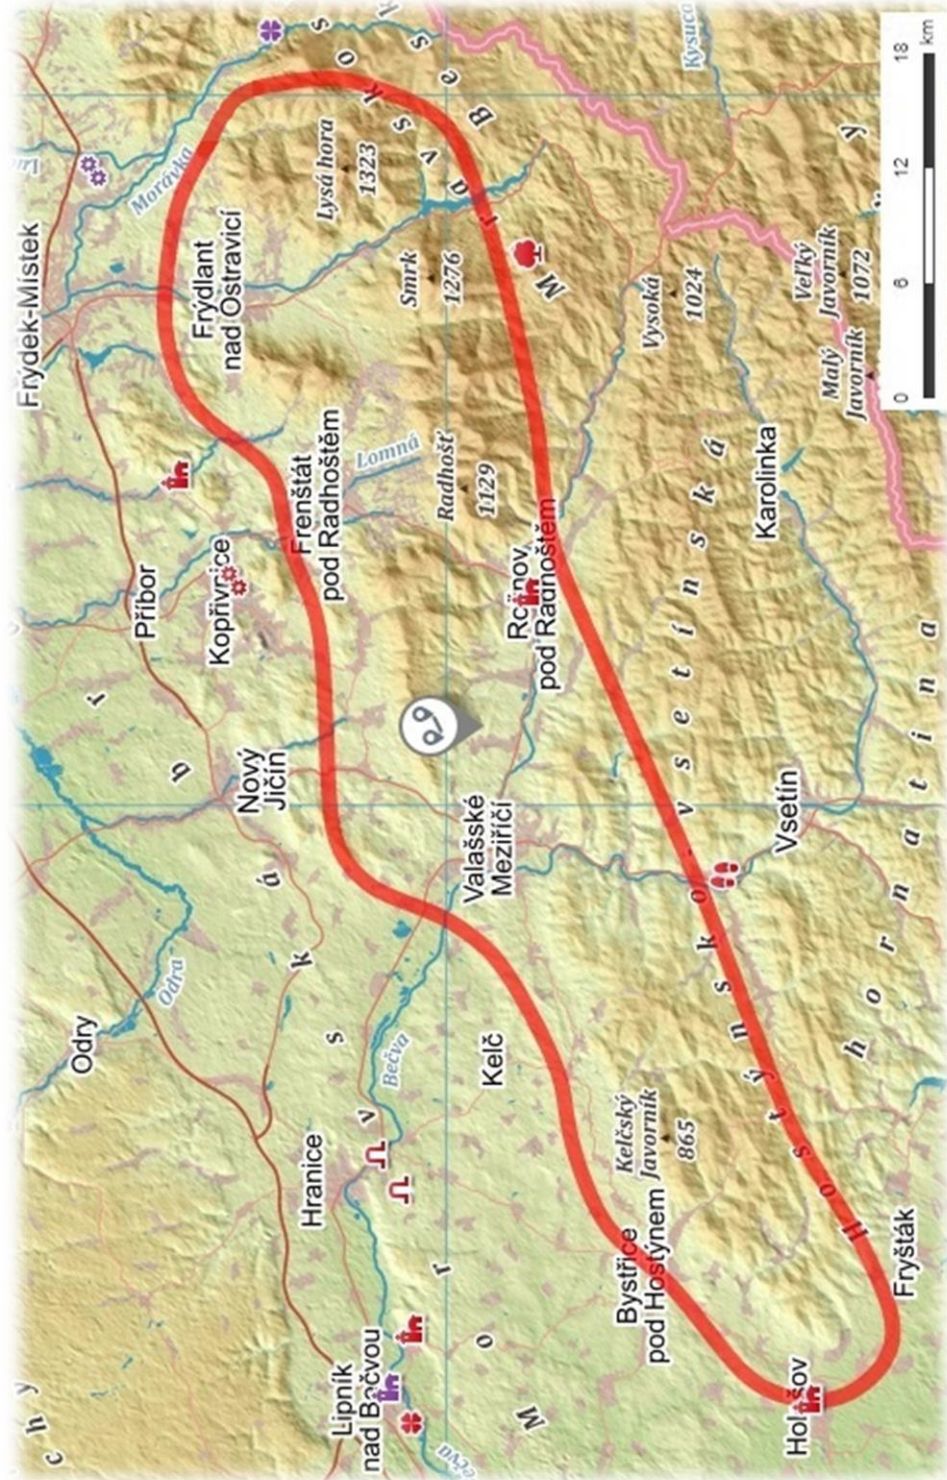 c h y
Frýdek-Místek
Odry
Příbor
Morávka
Odra
b r
Frýdlant
nad Ostravicí
Kopřivnice
Nový
Jičín
Hranice
Frenštát
pod Radhoštěm
Lysá hora
1323
Lipník
nad Bečvou
M o r v s k á
Bečva
Lomná
Smrk
1276
M r a v s k o s
B e s k
Radhošť
1129
Valašské
Meziříčí
Kelč
ečva
Rožnov
pod Radhoštěm
Bystřice
pod Hostýnem
Kelčský
Javorník
865
Vysoká
1024
Kysuca
H o s t ý n s k o - v s e t í n s k á
h o r n a t i n a
Karolinka
Vsetín
Holešov
Veľký
Javorník
1072
Malý
Javorník
y
Fryšták
0 6 12 18
km